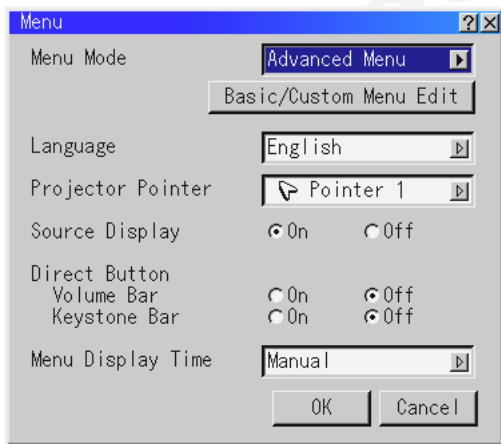 Menu
Menu Mode Advanced Menu
Basic/Custom Menu Edit
Language English
Projector Pointer Pointer 1
Source Display On Off
Direct Button
Volume Bar On Off
Keystone Bar On Off
Menu Display Time Manual
OK Cancel